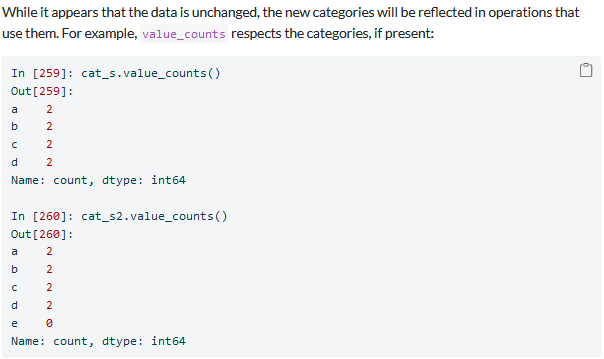 While it appears that the data is unchanged, the new categories will be reflected in operations that
use them. For example, value_counts respects the categories, if present:
In [259]: cat_s.value_counts()
Out[259]:
a    2
b    2
c    2
d    2
Name: count, dtype: int64
In [260]: cat_s2.value_counts()
Out[260]:
a    2
b    2
c    2
d    2
e    0
Name: count, dtype: int64